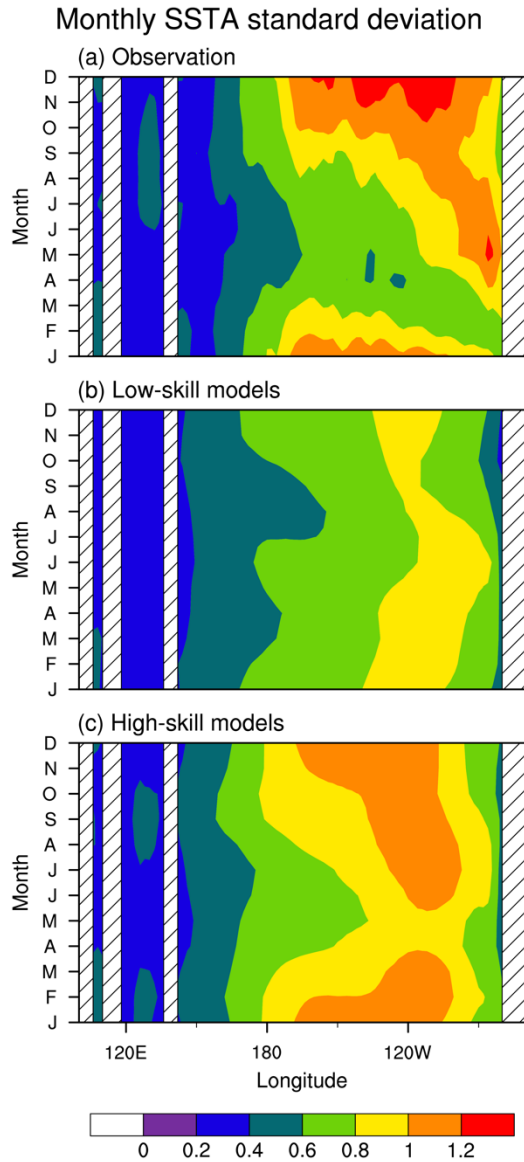 Monthly SSTA standard deviation
(a) Observation
D
N
O
S
A
J
J
M
A
M
F
J
Month
(b) Low-skill models
D
N
O
S
A
J
J
M
A
M
F
J
Month
(c) High-skill models
D
N
O
S
A
J
J
M
A
M
F
J
Month
120E 180 120W
Longitude
0 0.2 0.4 0.6 0.8 1 1.2